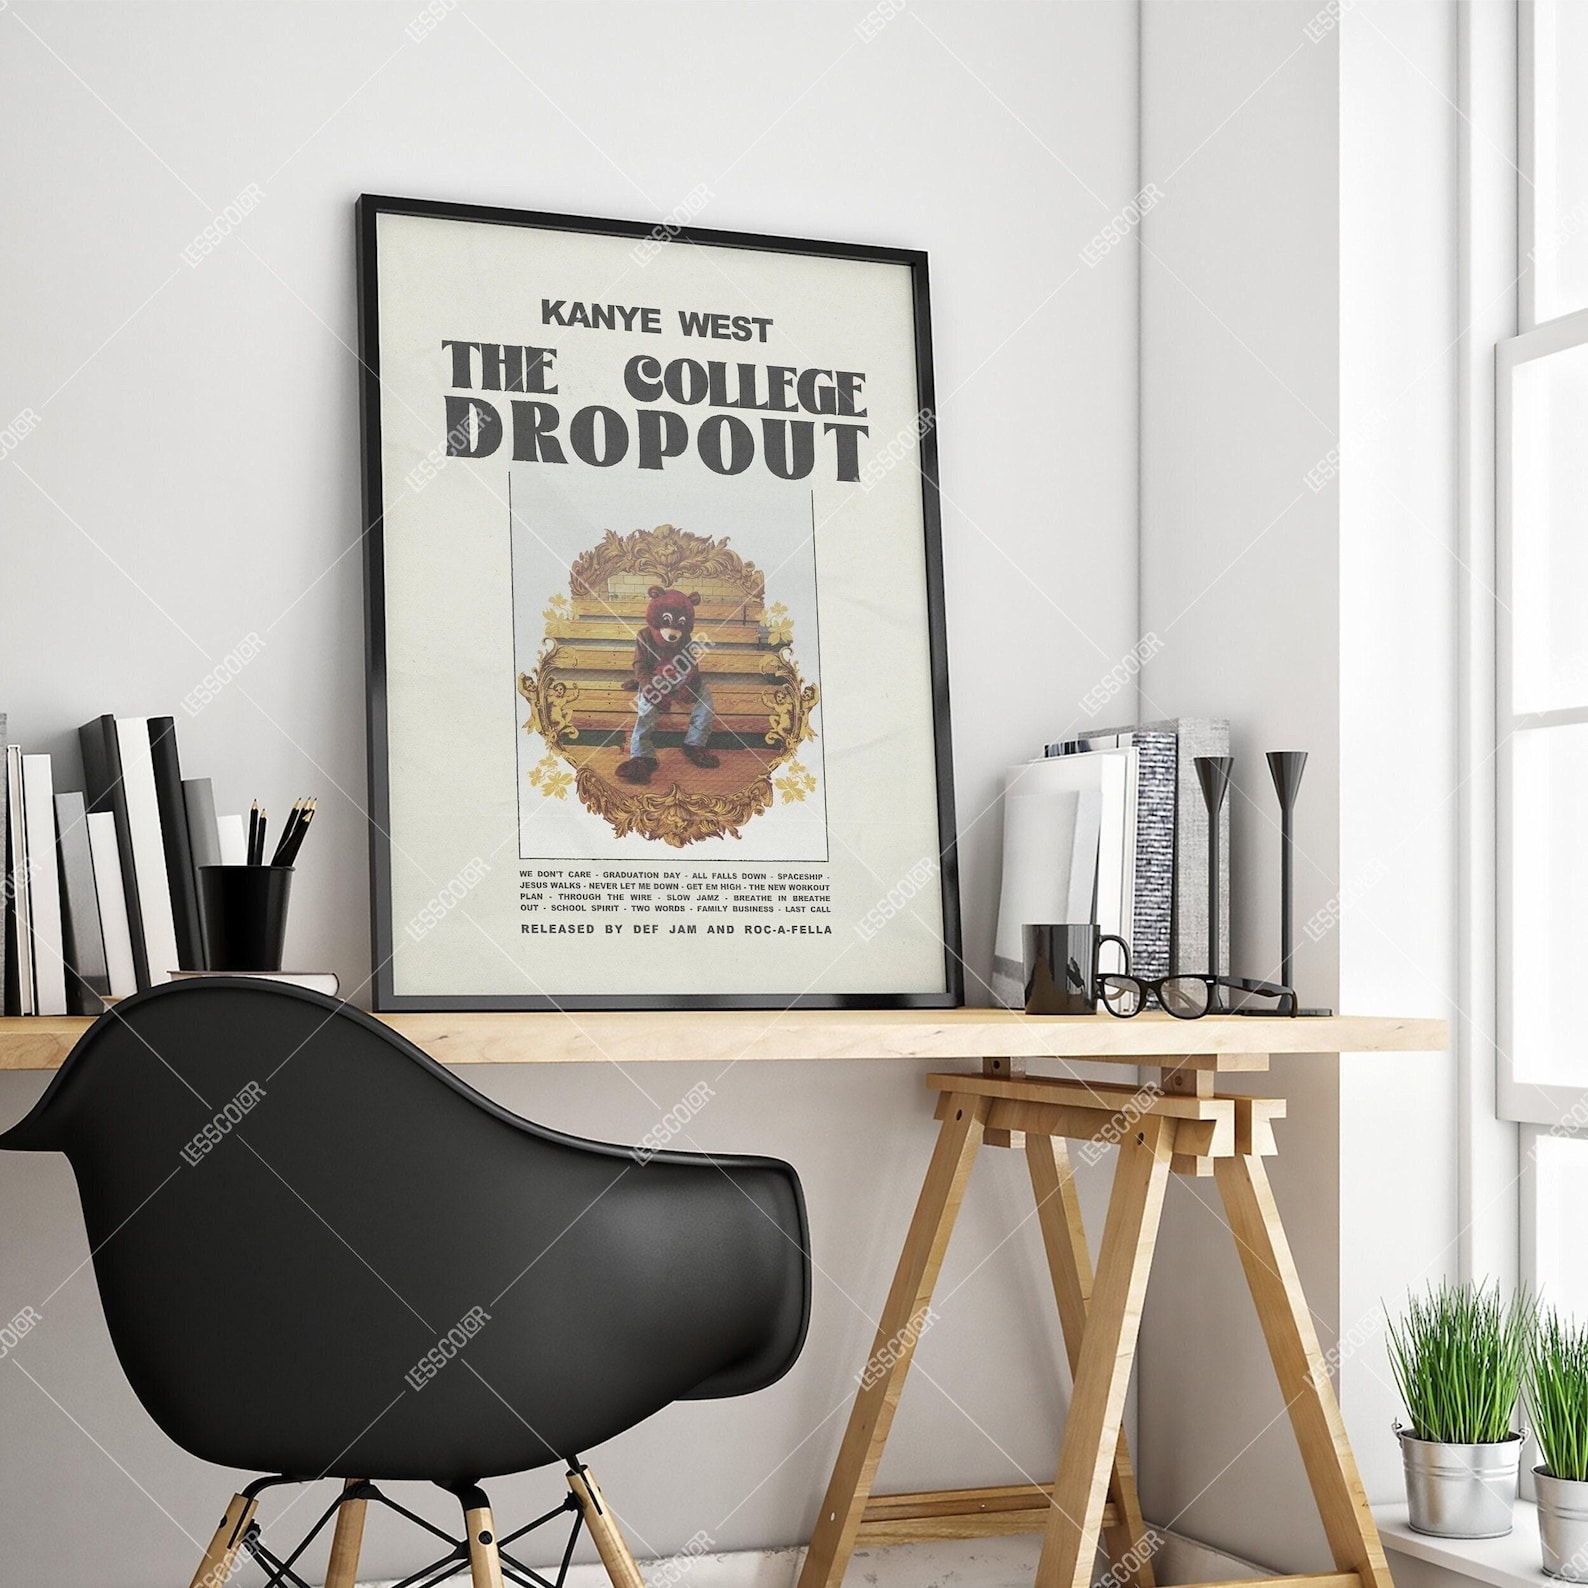 KANYE WEST
THE COLLEGE
DROPOUT
WE DON'T CARE - GRADUATION DAY - ALL FALLS DOWN - SPACESHIP -
JESUS WALKS - NEVER LET ME DOWN - GET EM HIGH - THE NEW WORKOUT
PLAN - THROUGH THE WIRE - SLOW JAMZ - BREATHE IN BREATHE
OUT - SCHOOL SPIRIT - TWO WORDS - FAMILY BUSINESS - LAST CALL
RELEASED BY DEF JAM AND ROC-A-FELLA
LESSCOLOR